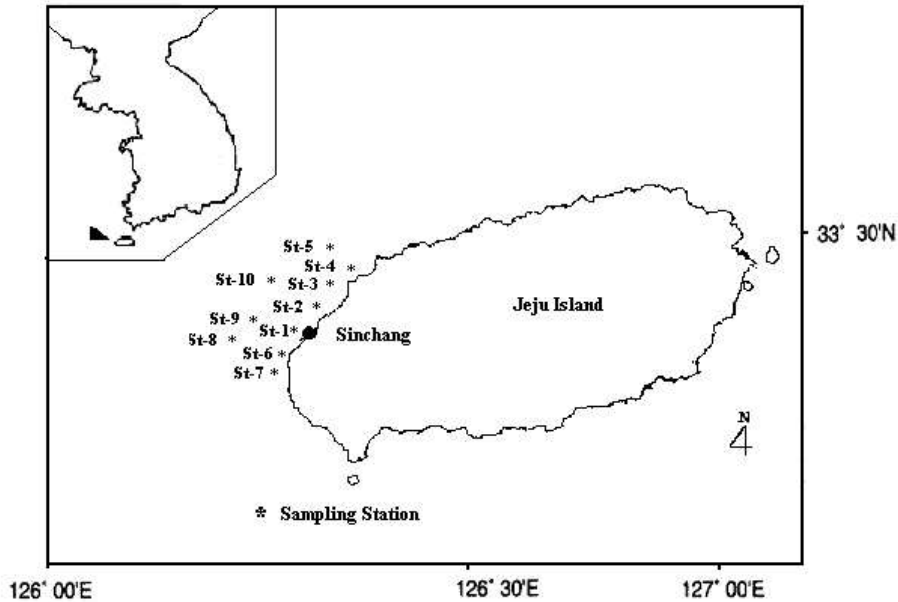 33° 30'N
St-5 *
St-4 *
St-10 *
St-3 *
St-2 *
Jeju Island
St-9 *
St-1 *
Sinchang
St-8 *
St-6 *
St-7 *
N
* Sampling Station
126° 00'E
126° 30'E
127° 00'E